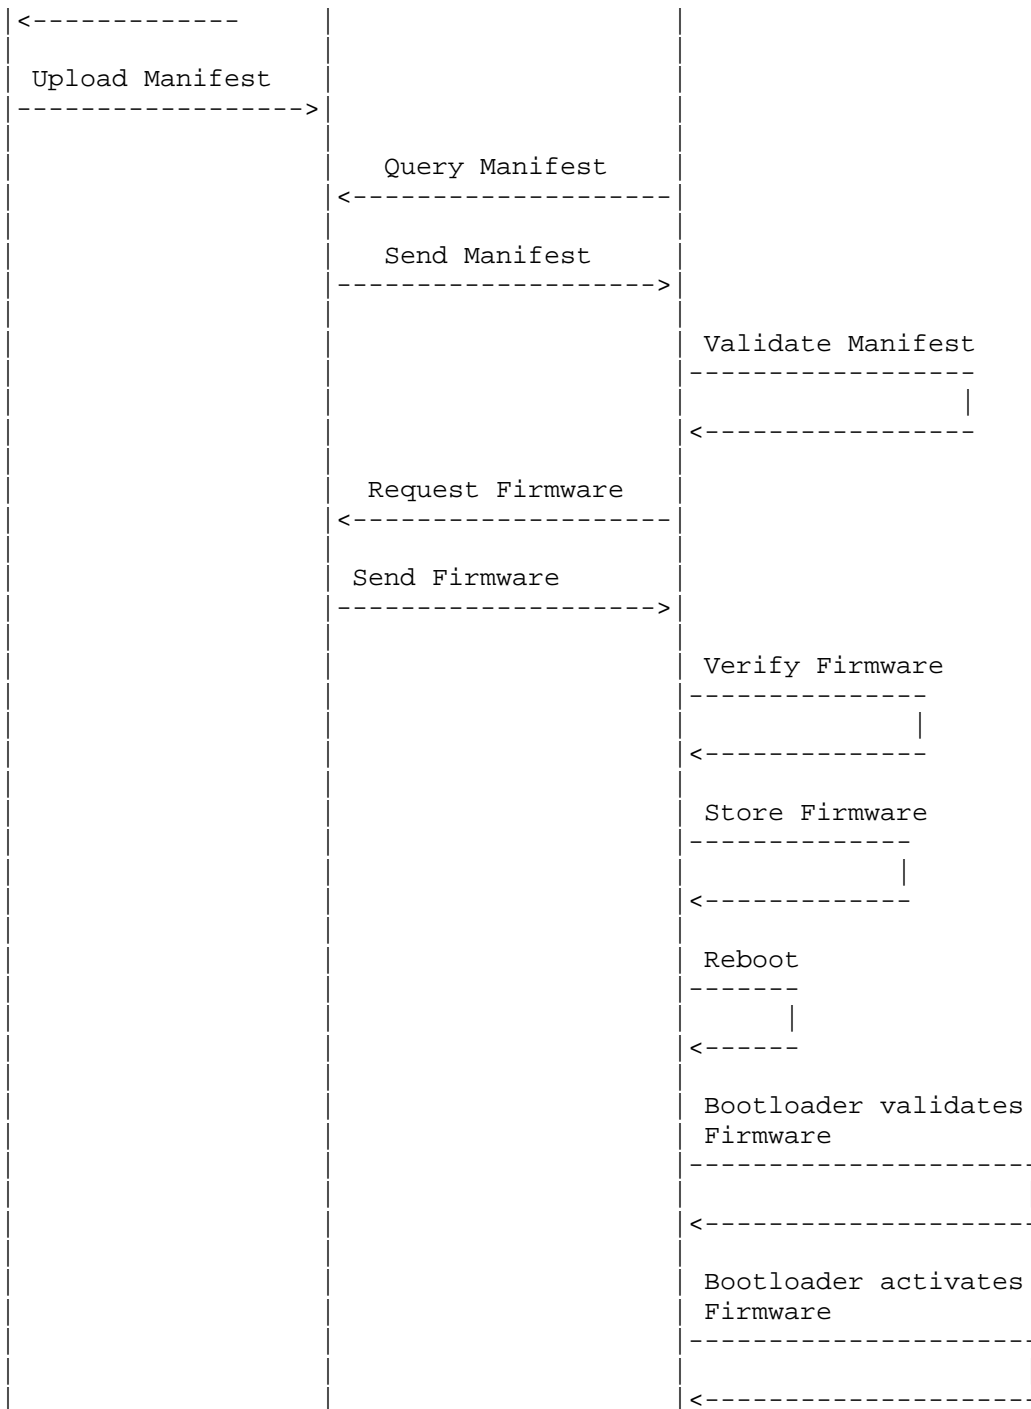 Upload Manifest
Query Manifest
Send Manifest
Validate Manifest
Request Firmware
Send Firmware
Verify Firmware
Store Firmware
Reboot
Bootloader validates
Firmware
Bootloader activates
Firmware